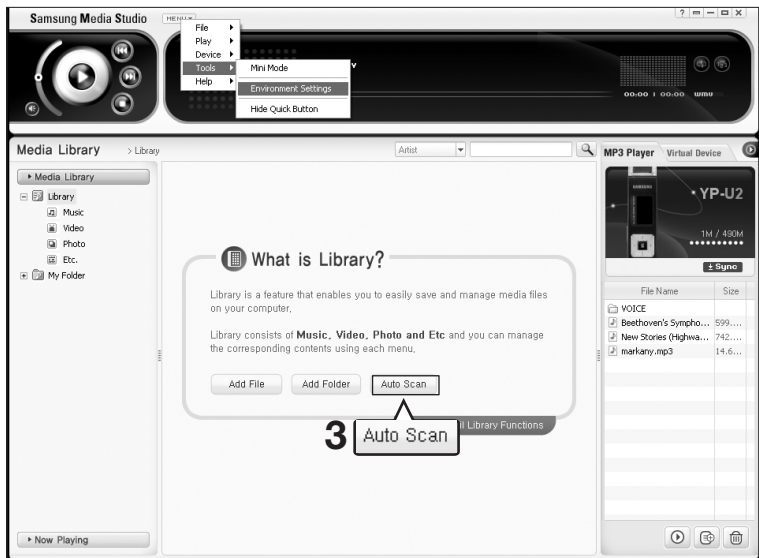 Samsung Media Studio
MENU
File
Play
Device
Tools
Help
Mini Mode
Environment Settings
Hide Quick Button
00:00 I 00:00 WMV
Media Library > Library
Artist
MP3 Player Virtual Device
Media Library
Library
Music
Video
Photo
Etc.
My Folder
YP-U2
1M / 490M
Sync
What is Library?
Library is a feature that enables you to easily save and manage media files
on your computer,
Library consists of Music, Video, Photo and Etc and you can manage
the corresponding contents using each menu,
Add File Add Folder Auto Scan
3 Auto Scan
Library Functions
File Name Size
VOICE
Beethoven's Sympho... 599....
New Stories (Highwa... 742....
markany.mp3 14.6...
Now Playing